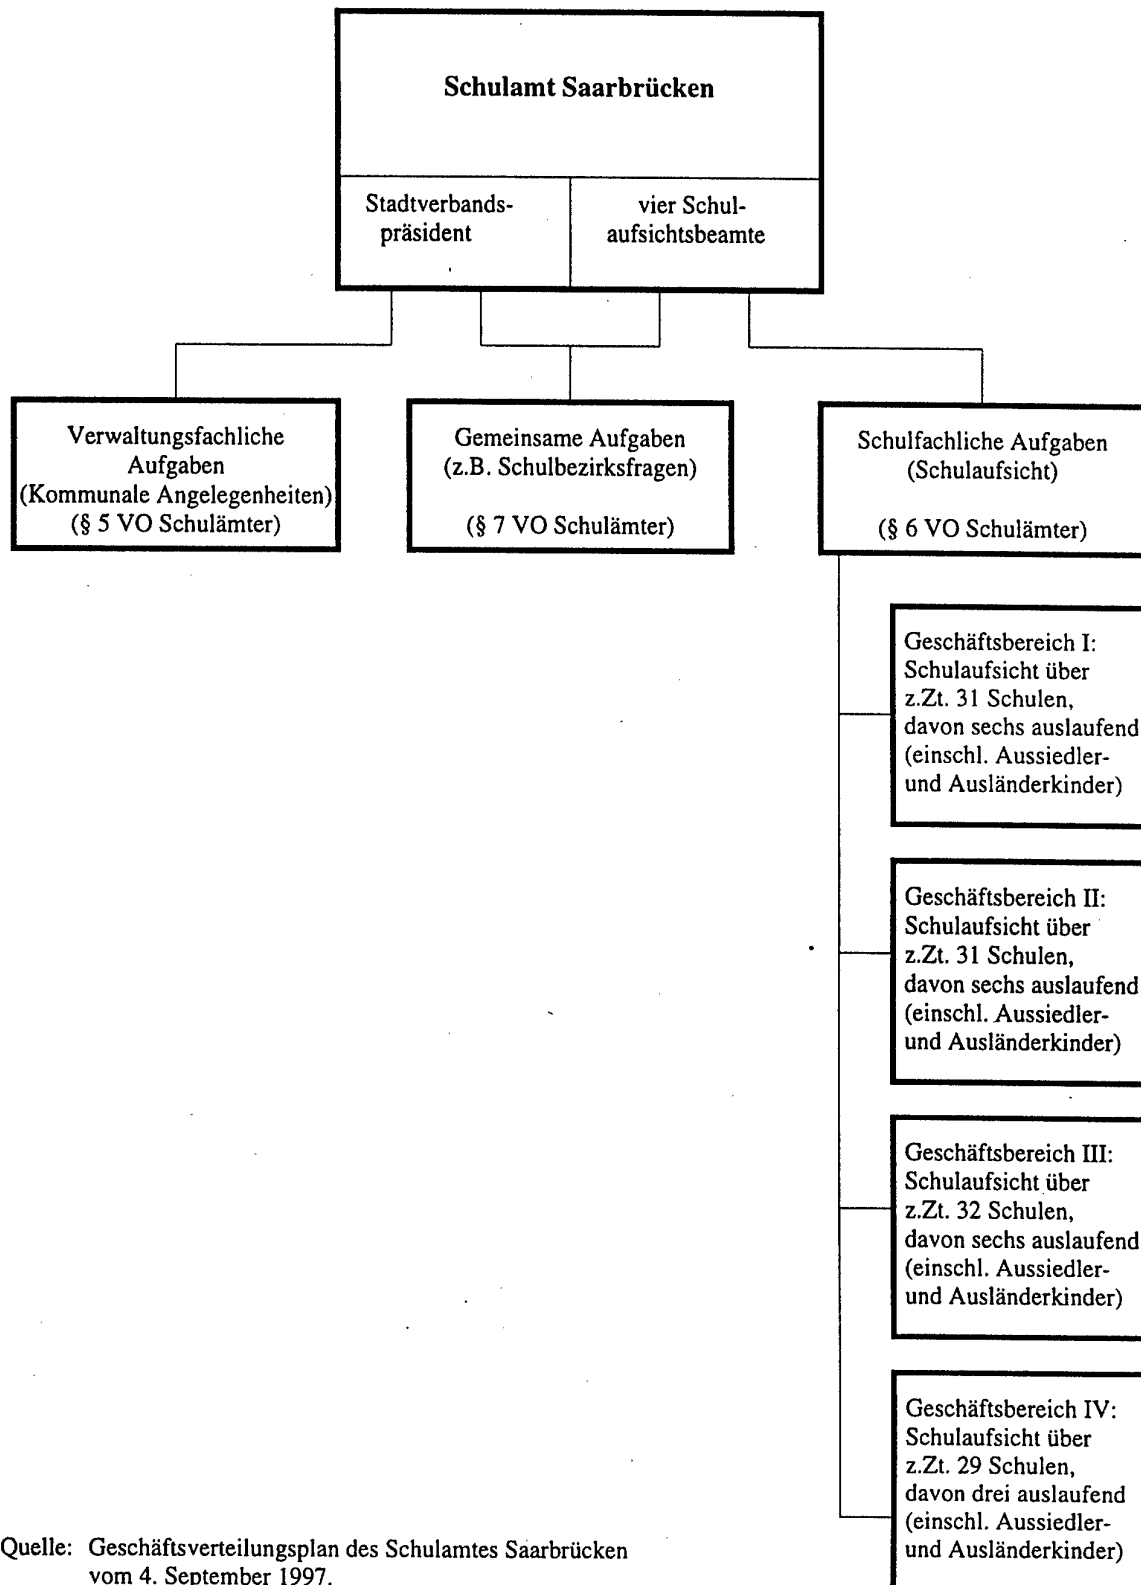 Schulamt Saarbrücken
Stadtverbands-
präsident
vier Schul-
aufsichtsbeamte
Verwaltungsfachliche
Aufgaben
(Kommunale Angelegenheiten)
(§ 5 VO Schulämter)
Gemeinsame Aufgaben
(z.B. Schulbezirksfragen)
(§ 7 VO Schulämter)
Schulfachliche Aufgaben
(Schulaufsicht)
(§ 6 VO Schulämter)
Geschäftsbereich I:
Schulaufsicht über
z.Zt. 31 Schulen,
davon sechs auslaufend
(einschl. Aussiedler-
und Ausländerkinder)
Geschäftsbereich II:
Schulaufsicht über
z.Zt. 31 Schulen,
davon sechs auslaufend
(einschl. Aussiedler-
und Ausländerkinder)
Geschäftsbereich III:
Schulaufsicht über
z.Zt. 32 Schulen,
davon sechs auslaufend
(einschl. Aussiedler-
und Ausländerkinder)
Geschäftsbereich IV:
Schulaufsicht über
z.Zt. 29 Schulen,
davon drei auslaufend
(einschl. Aussiedler-
und Ausländerkinder)
Quelle: Geschäftsverteilungsplan des Schulamtes Saarbrücken
vom 4. September 1997.